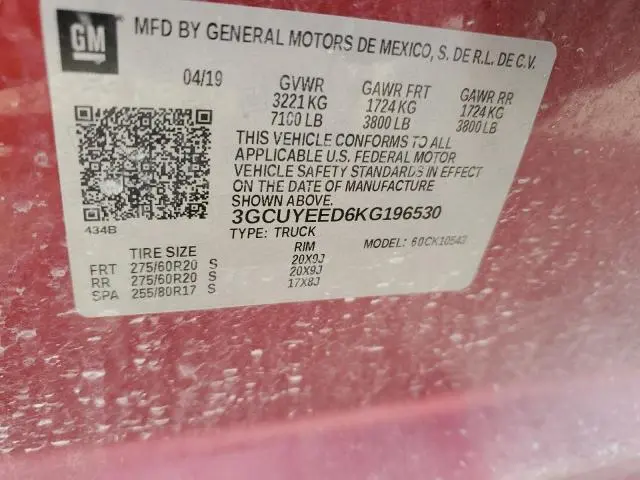 GM MFD BY GENERAL MOTORS DE MEXICO, S. DE R.L. DE C.V.
04/19 GVWR GAWR FRT GAWR RR
3221 KG 1724 KG 1724 KG
7100 LB 3800 LB 3800 LB
THIS VEHICLE CONFORMS TO ALL
APPLICABLE U.S. FEDERAL MOTOR
VEHICLE SAFETY STANDARDS IN EFFECT
ON THE DATE OF MANUFACTURE
SHOWN ABOVE.
434B 3GCUYEED6KG196530
TYPE: TRUCK MODEL: 60CK10543
TIRE SIZE RIM
FRT 275/60R20 S 20X9J
RR 275/60R20 S 20X9J
SPA 255/80R17 S 17X8J